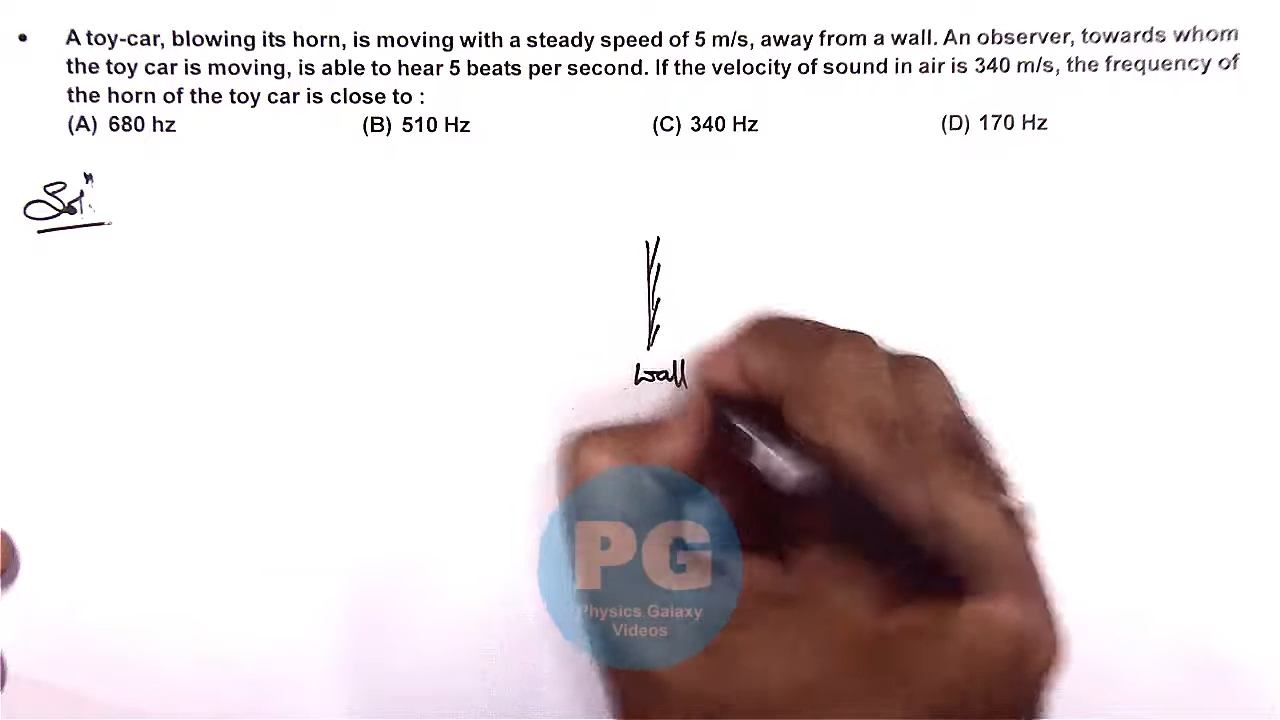 • A toy-car, blowing its horn, is moving with a steady speed of 5 m/s, away from a wall. An observer, towards whom
the toy car is moving, is able to hear 5 beats per second. If the velocity of sound in air is 340 m/s, the frequency of
the horn of the toy car is close to :
(A) 680 hz (B) 510 Hz (C) 340 Hz (D) 170 Hz
Solⁿ.
wall
PG
Physics Galaxy
Videos